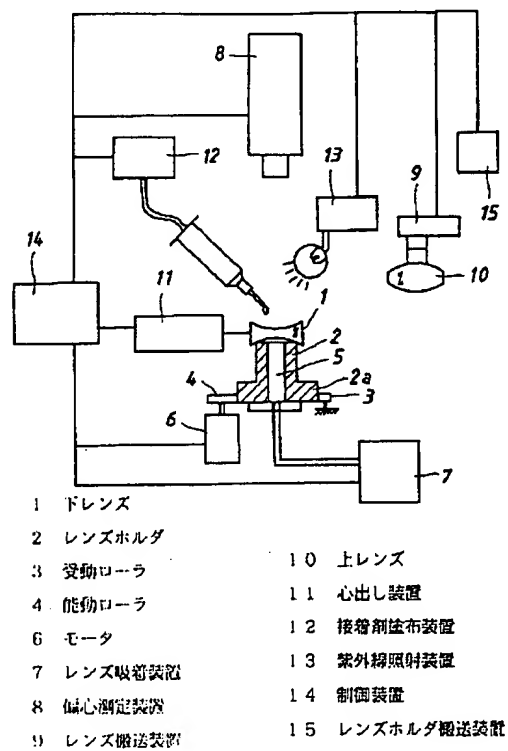 8
12
13
9
15
10
14
11
1
2
5
2a
4
3
6
7
1 下レンズ
2 レンズホルダ
3 受動ローラ
4 能動ローラ
6 モータ
7 レンズ吸着装置
8 偏心測定装置
9 レンズ搬送装置
10 上レンズ
11 心出し装置
12 接着剤塗布装置
13 紫外線照射装置
14 制御装置
15 レンズホルダ搬送装置